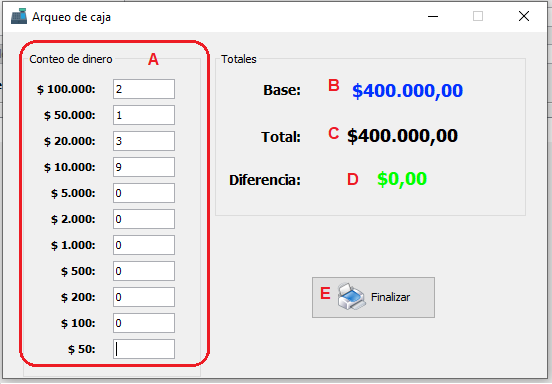 Arqueo de caja
Conteo de dinero A
$ 100.000: 2
$ 50.000: 1
$ 20.000: 3
$ 10.000: 9
$ 5.000: 0
$ 2.000: 0
$ 1.000: 0
$ 500: 0
$ 200: 0
$ 100: 0
$ 50:
Totales
Base: B $400.000,00
Total: C $400.000,00
Diferencia: D $0,00
E Finalizar